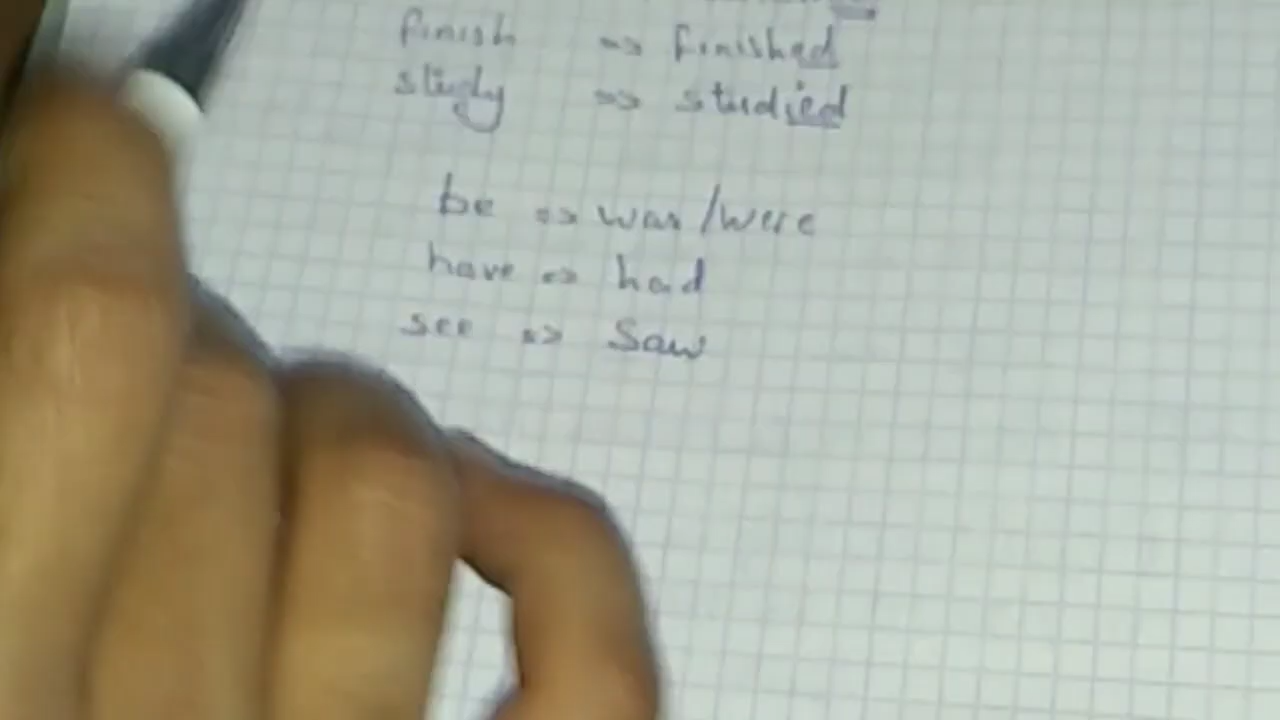 finish => finished
study => studied
be => was/were
have => had
see => saw